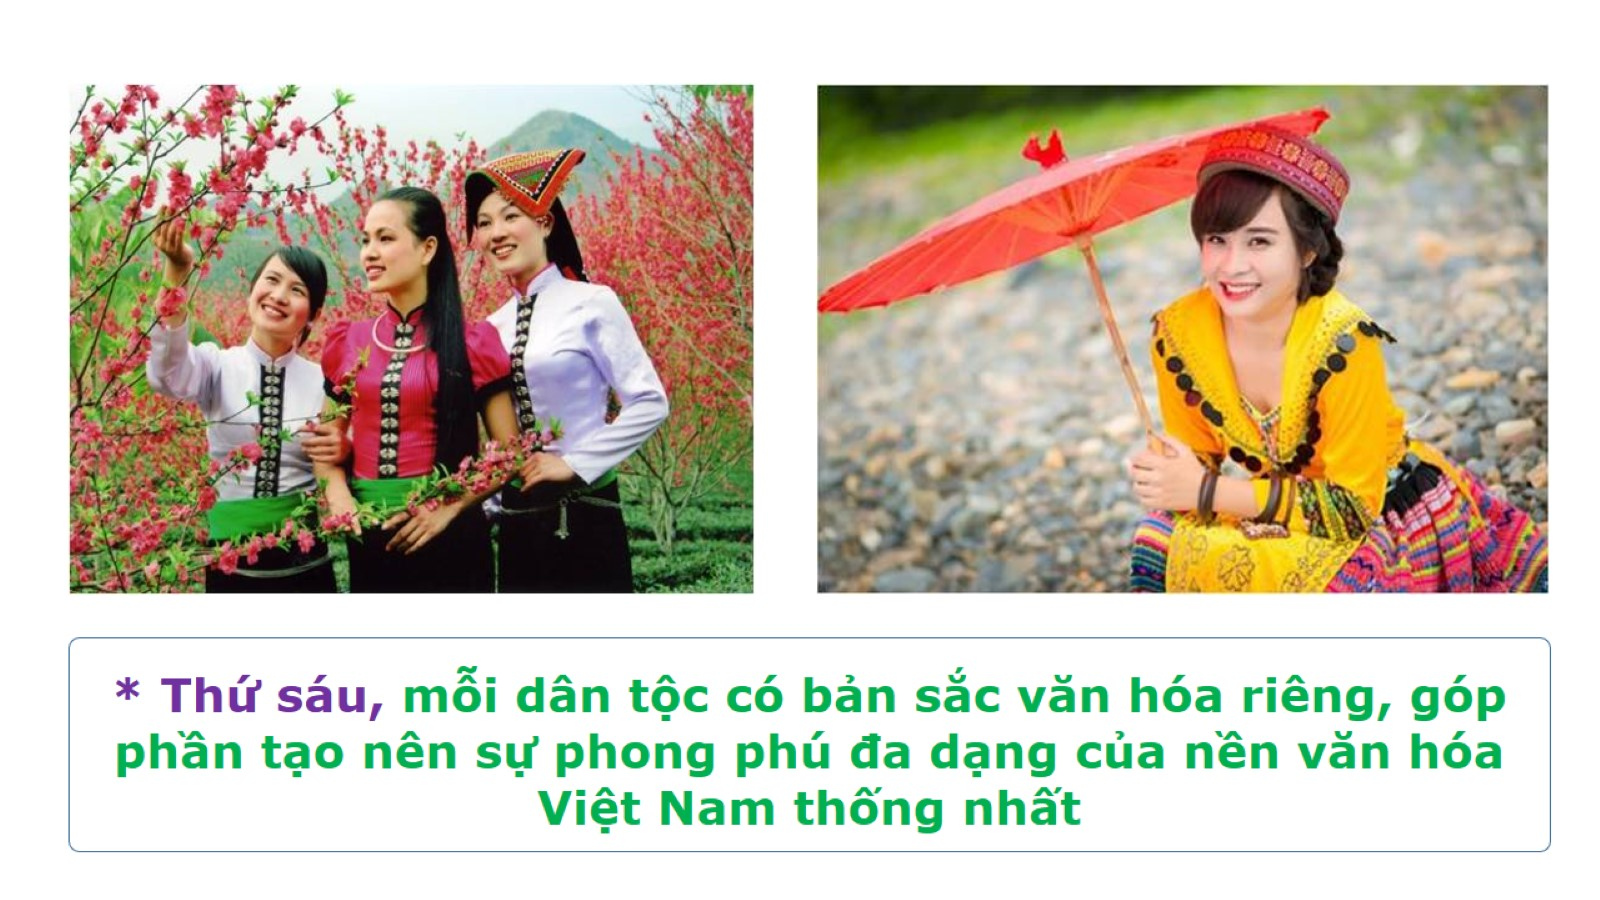 * Thứ sáu, mỗi dân tộc có bản sắc văn hóa riêng, góp
phần tạo nên sự phong phú đa dạng của nền văn hóa
Việt Nam thống nhất